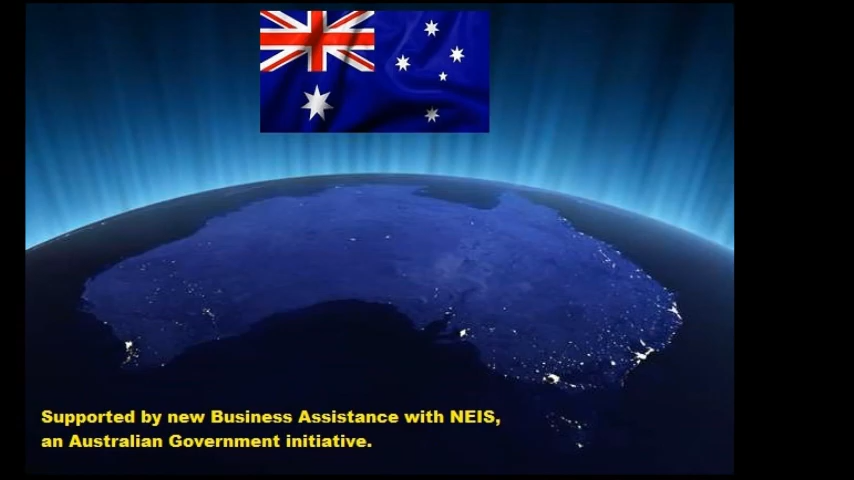 Supported by new Business Assistance with NEIS,
an Australian Government initiative.